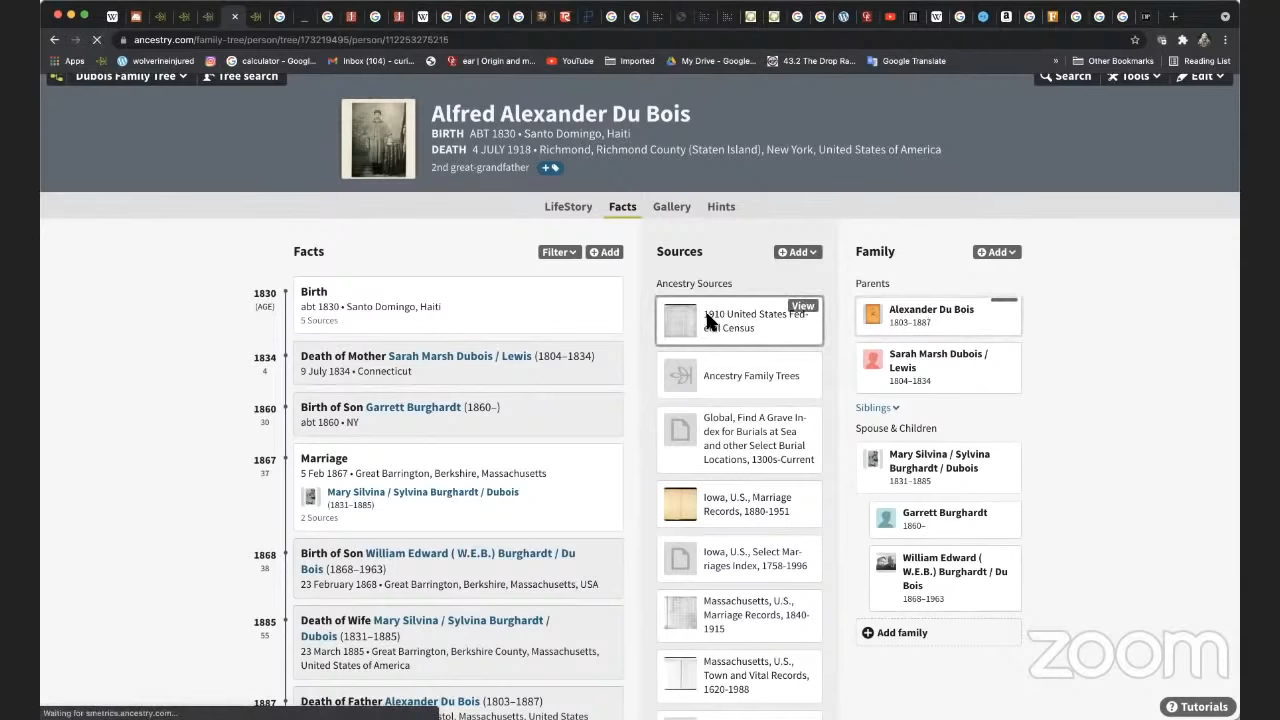 ancestry.com/family-tree/person/tree/173219495/person/112253275215
Apps
wolverineinjured
calculator - Googl...
Inbox (104) - curi...
ear | Origin and m...
YouTube
Imported
My Drive - Googl...
43.2 The Drop Ra...
Google Translate
»
Other Bookmarks
Reading List
Dubois Family Tree
Tree search
Search
Tools
Edit
Alfred Alexander Du Bois
BIRTH ABT 1830 • Santo Domingo, Haiti
DEATH 4 JULY 1918 • Richmond, Richmond County (Staten Island), New York, United States of America
2nd great-grandfather
LifeStory
Facts
Gallery
Hints
Facts
Filter
Add
1830
(AGE)
Birth
abt 1830 • Santo Domingo, Haiti
5 Sources
1834
4
Death of Mother Sarah Marsh Dubois / Lewis (1804–1834)
9 July 1834 • Connecticut
1860
30
Birth of Son Garrett Burghardt (1860–)
abt 1860 • NY
1867
37
Marriage
5 Feb 1867 • Great Barrington, Berkshire, Massachusetts
Mary Silvina / Sylvina Burghardt / Dubois
(1831–1885)
2 Sources
1868
38
Birth of Son William Edward ( W.E.B.) Burghardt / Du
Bois (1868–1963)
23 February 1868 • Great Barrington, Berkshire, Massachusetts, USA
1885
55
Death of Wife Mary Silvina / Sylvina Burghardt /
Dubois (1831–1885)
23 March 1885 • Great Barrington, Berkshire County, Massachusetts,
United States of America
1887
Death of Father Alexander Du Bois (1803–1887)
Massachusetts, United States
Waiting for smetrics.ancestry.com...
Sources
Add
Ancestry Sources
View
1910 United States Fed-
eral Census
Ancestry Family Trees
Global, Find A Grave In-
dex for Burials at Sea
and other Select Burial
Locations, 1300s-Current
Iowa, U.S., Marriage
Records, 1880-1951
Iowa, U.S., Select Mar-
riages Index, 1758-1996
Massachusetts, U.S.,
Marriage Records, 1840-
1915
Massachusetts, U.S.,
Town and Vital Records,
1620-1988
Family
Add
Parents
Alexander Du Bois
1803–1887
Sarah Marsh Dubois /
Lewis
1804–1834
Siblings
Spouse & Children
Mary Silvina / Sylvina
Burghardt / Dubois
1831–1885
Garrett Burghardt
1860–
William Edward (
W.E.B.) Burghardt / Du
Bois
1868–1963
Add family
zoom
Tutorials